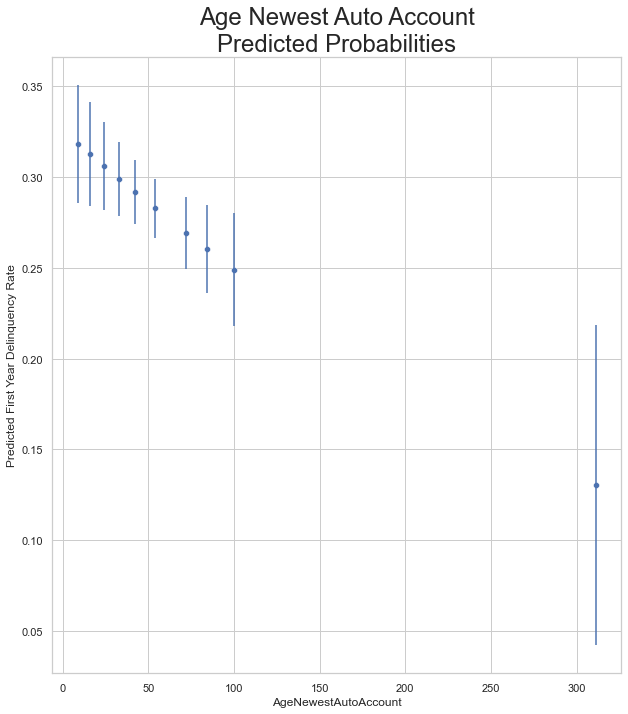 Age Newest Auto Account
Predicted Probabilities
Predicted First Year Delinquency Rate
0.35
0.30
0.25
0.20
0.15
0.10
0.05
0 50 100 150 200 250 300
AgeNewestAutoAccount